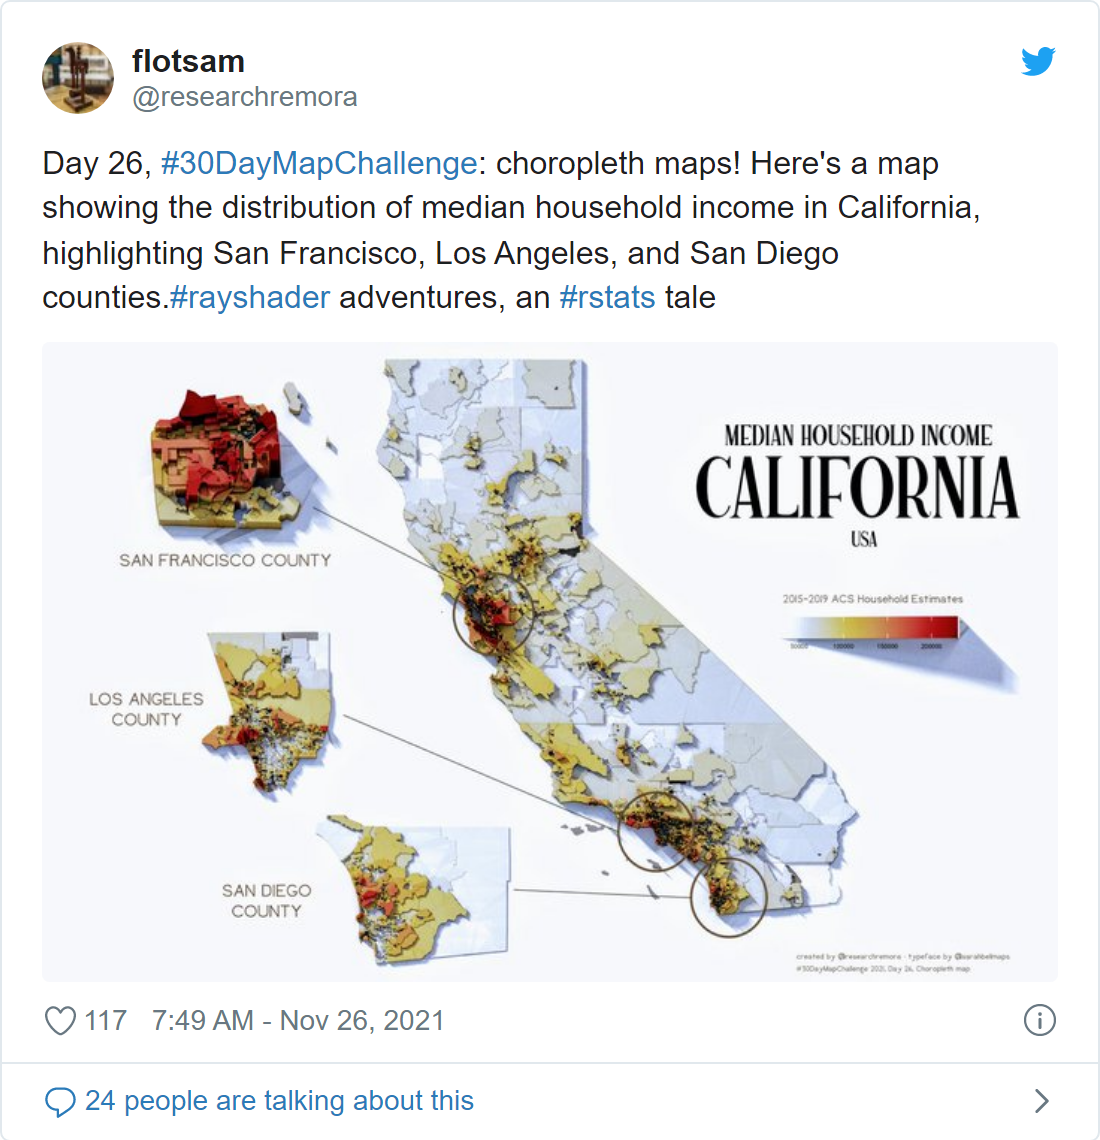 flotsam
@researchremora
Day 26, #30DayMapChallenge: choropleth maps! Here's a map
showing the distribution of median household income in California,
highlighting San Francisco, Los Angeles, and San Diego
counties.#rayshader adventures, an #rstats tale
MEDIAN HOUSEHOLD INCOME
CALIFORNIA
USA
SAN FRANCISCO COUNTY
2015-2019 ACS Household Estimates
50000 100000 150000 200000
LOS ANGELES
COUNTY
SAN DIEGO
COUNTY
created by @researchremora - typeface by @sarahbellmaps
#30DayMapChallenge 2021, Day 26, Choropleth map
117 7:49 AM - Nov 26, 2021
24 people are talking about this